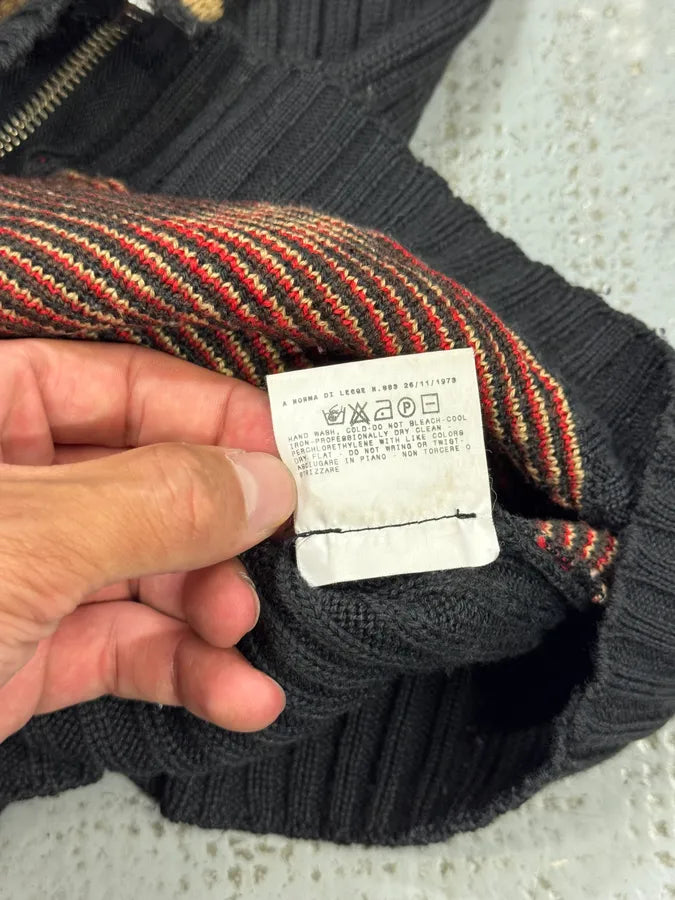 A NORMA DI LEGGE N.883 26/11/1973
P
HAND WASH, COLD-DO NOT BLEACH-COOL
IRON-PROFESSIONALLY DRY CLEAN
PERCHLORETHYLENE WITH LIKE COLORS
DRY FLAT - DO NOT WRING OR TWIST-
ASCIUGARE IN PIANO - NON TORCERE O
STRIZZARE